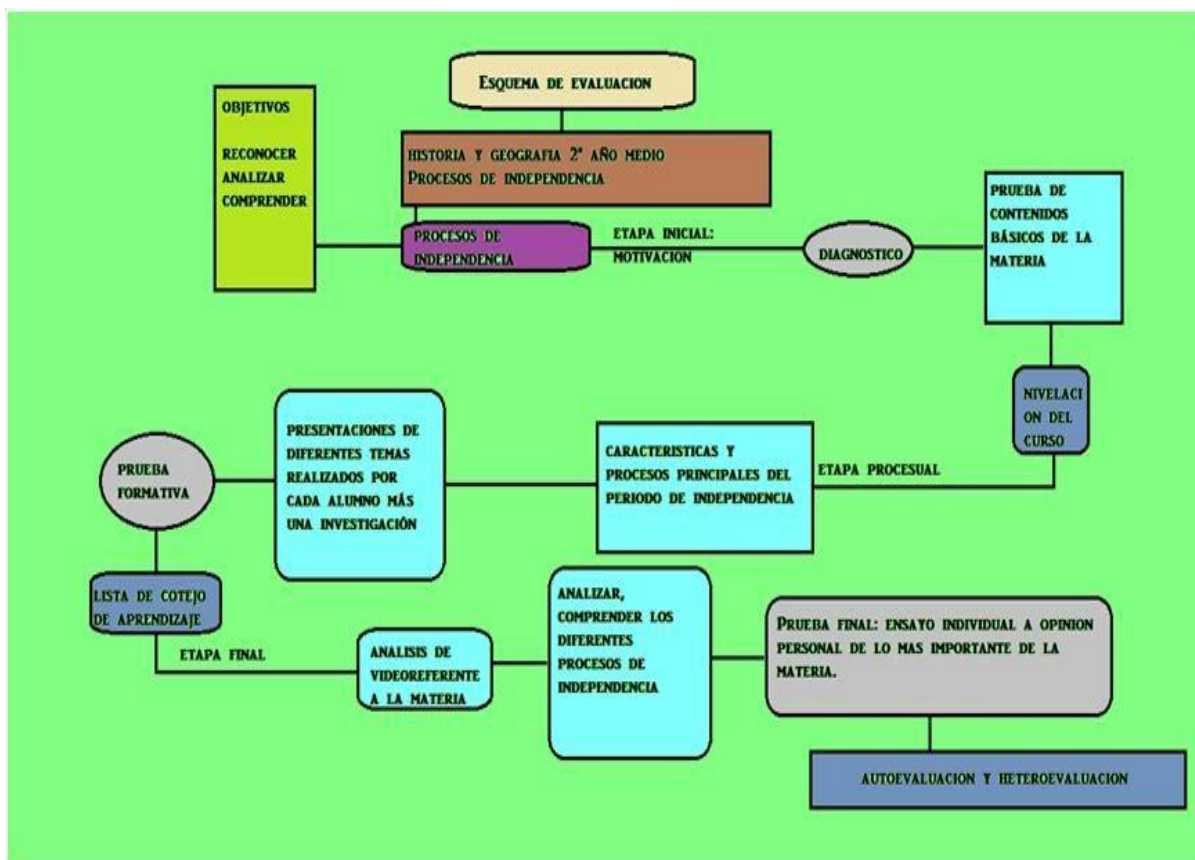 ESQUEMA DE EVALUACION
OBJETIVOS
RECONOCER
ANALIZAR
COMPRENDER
HISTORIA Y GEOGRAFIA 2° AÑO MEDIO
PROCESOS DE INDEPENDENCIA
PROCESOS DE
INDEPENDENCIA
ETAPA INICIAL:
MOTIVACION
DIAGNOSTICO
PRUEBA DE
CONTENIDOS
BÁSICOS DE LA
MATERIA
NIVELACI
ON DEL
CURSO
ETAPA PROCESUAL
CARACTERISTICAS Y
PROCESOS PRINCIPALES DEL
PERIODO DE INDEPENDENCIA
PRESENTACIONES DE
DIFERENTES TEMAS
REALIZADOS POR
CADA ALUMNO MÁS
UNA INVESTIGACIÓN
PRUEBA
FORMATIVA
LISTA DE COTEJO
DE APRENDIZAJE
ETAPA FINAL
ANALISIS DE
VIDEOREFERENTE
A LA MATERIA
ANALIZAR,
COMPRENDER LOS
DIFERENTES
PROCESOS DE
INDEPENDENCIA
PRUEBA FINAL: ENSAYO INDIVIDUAL A OPINION
PERSONAL DE LO MAS IMPORTANTE DE LA
MATERIA.
AUTOEVALUACION Y HETEROEVALUACION